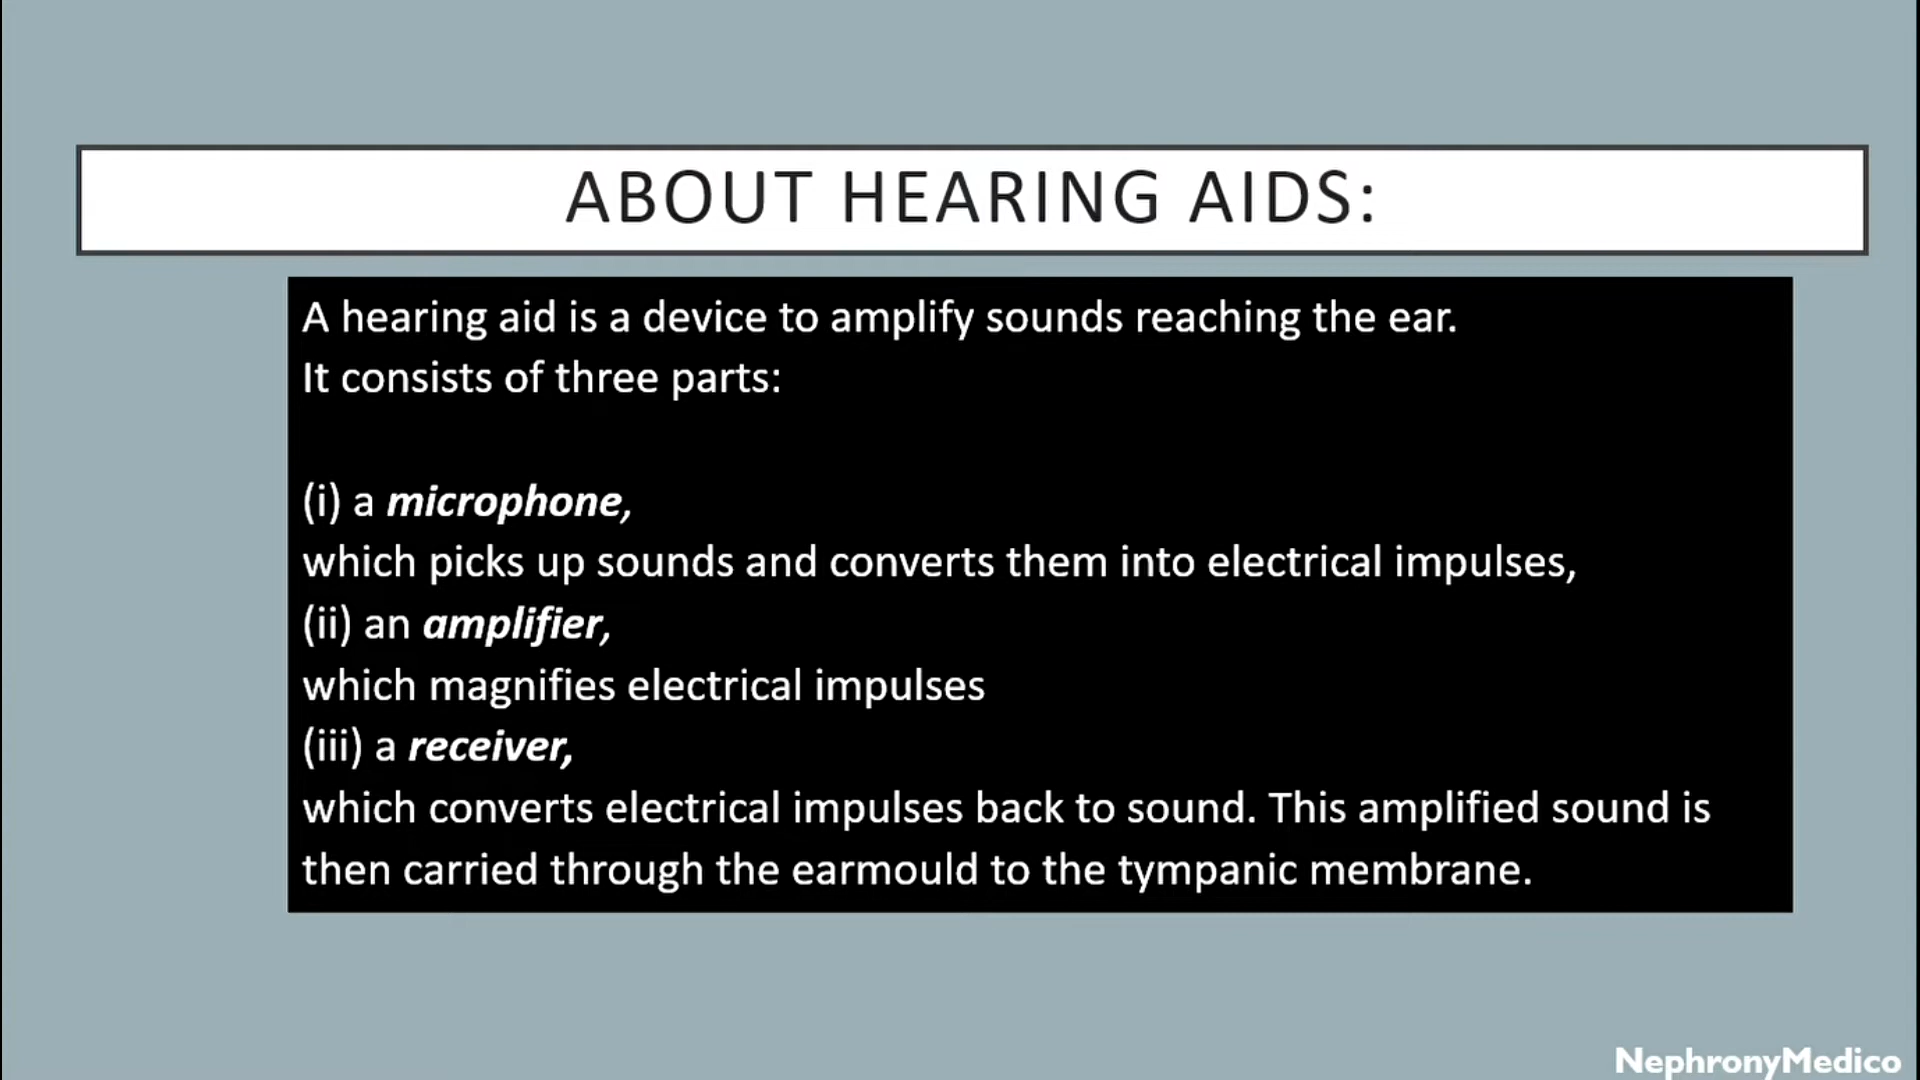 ABOUT HEARING AIDS:
A hearing aid is a device to amplify sounds reaching the ear.
It consists of three parts:
(i) a microphone,
which picks up sounds and converts them into electrical impulses,
(ii) an amplifier,
which magnifies electrical impulses
(iii) a receiver,
which converts electrical impulses back to sound. This amplified sound is
then carried through the earmould to the tympanic membrane.
NephronyMedico